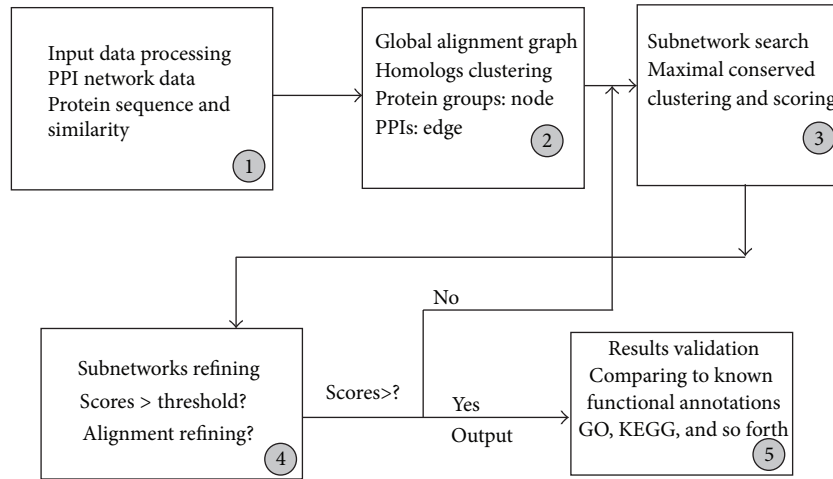 Input data processing
PPI network data
Protein sequence and
similarity
1
Global alignment graph
Homologs clustering
Protein groups: node
PPIs: edge
2
Subnetwork search
Maximal conserved
clustering and scoring
3
Subnetworks refining
Scores > threshold?
Alignment refining?
4
Scores>?
No
Yes
Output
Results validation
Comparing to known
functional annotations
GO, KEGG, and so forth
5